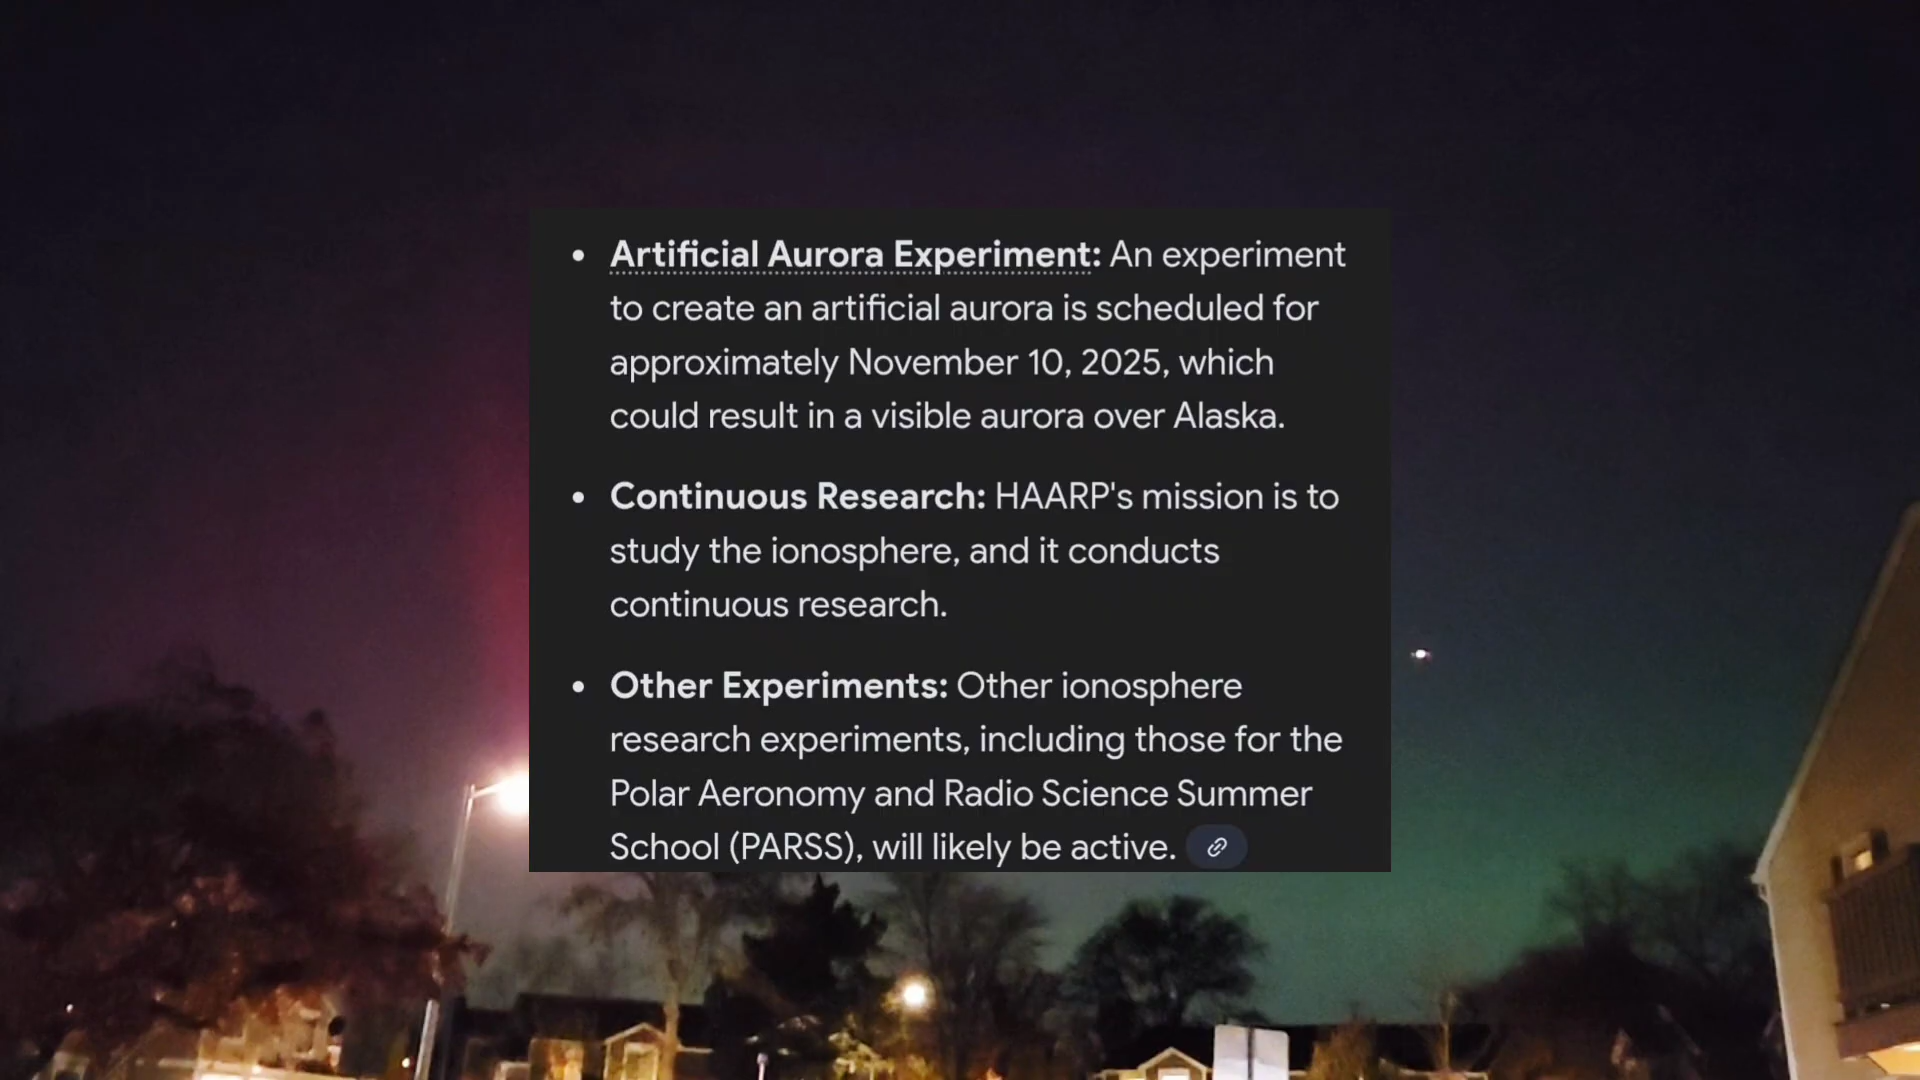 • Artificial Aurora Experiment: An experiment
to create an artificial aurora is scheduled for
approximately November 10, 2025, which
could result in a visible aurora over Alaska.
• Continuous Research: HAARP's mission is to
study the ionosphere, and it conducts
continuous research.
• Other Experiments: Other ionosphere
research experiments, including those for the
Polar Aeronomy and Radio Science Summer
School (PARSS), will likely be active.